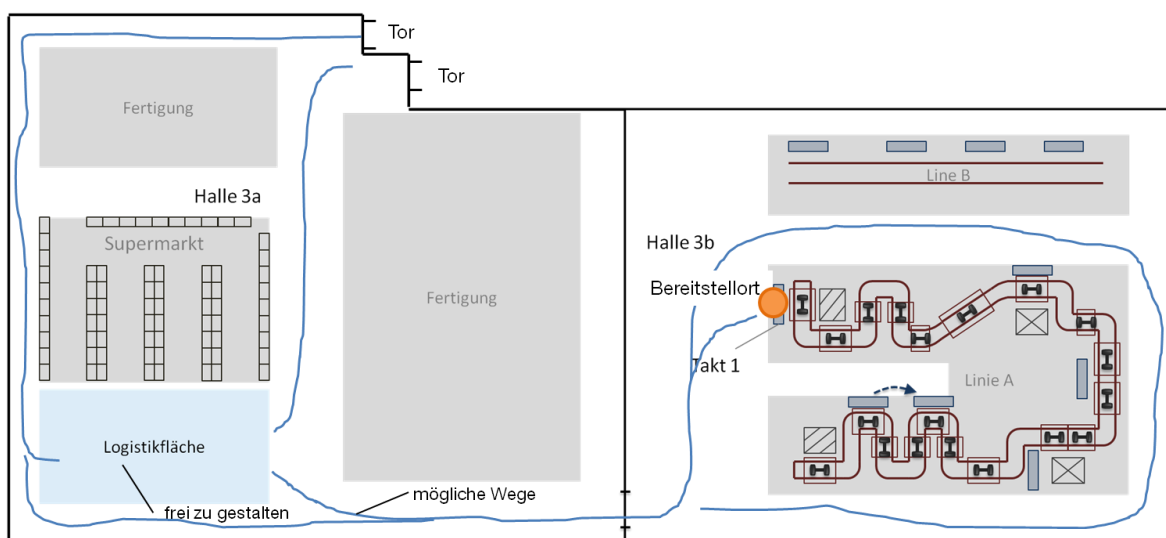 Tor
Tor
Fertigung
Halle 3a
Supermarkt
Fertigung
Logistikfläche
frei zu gestalten
mögliche Wege
Line B
Halle 3b
Bereitstellort
Takt 1
Linie A